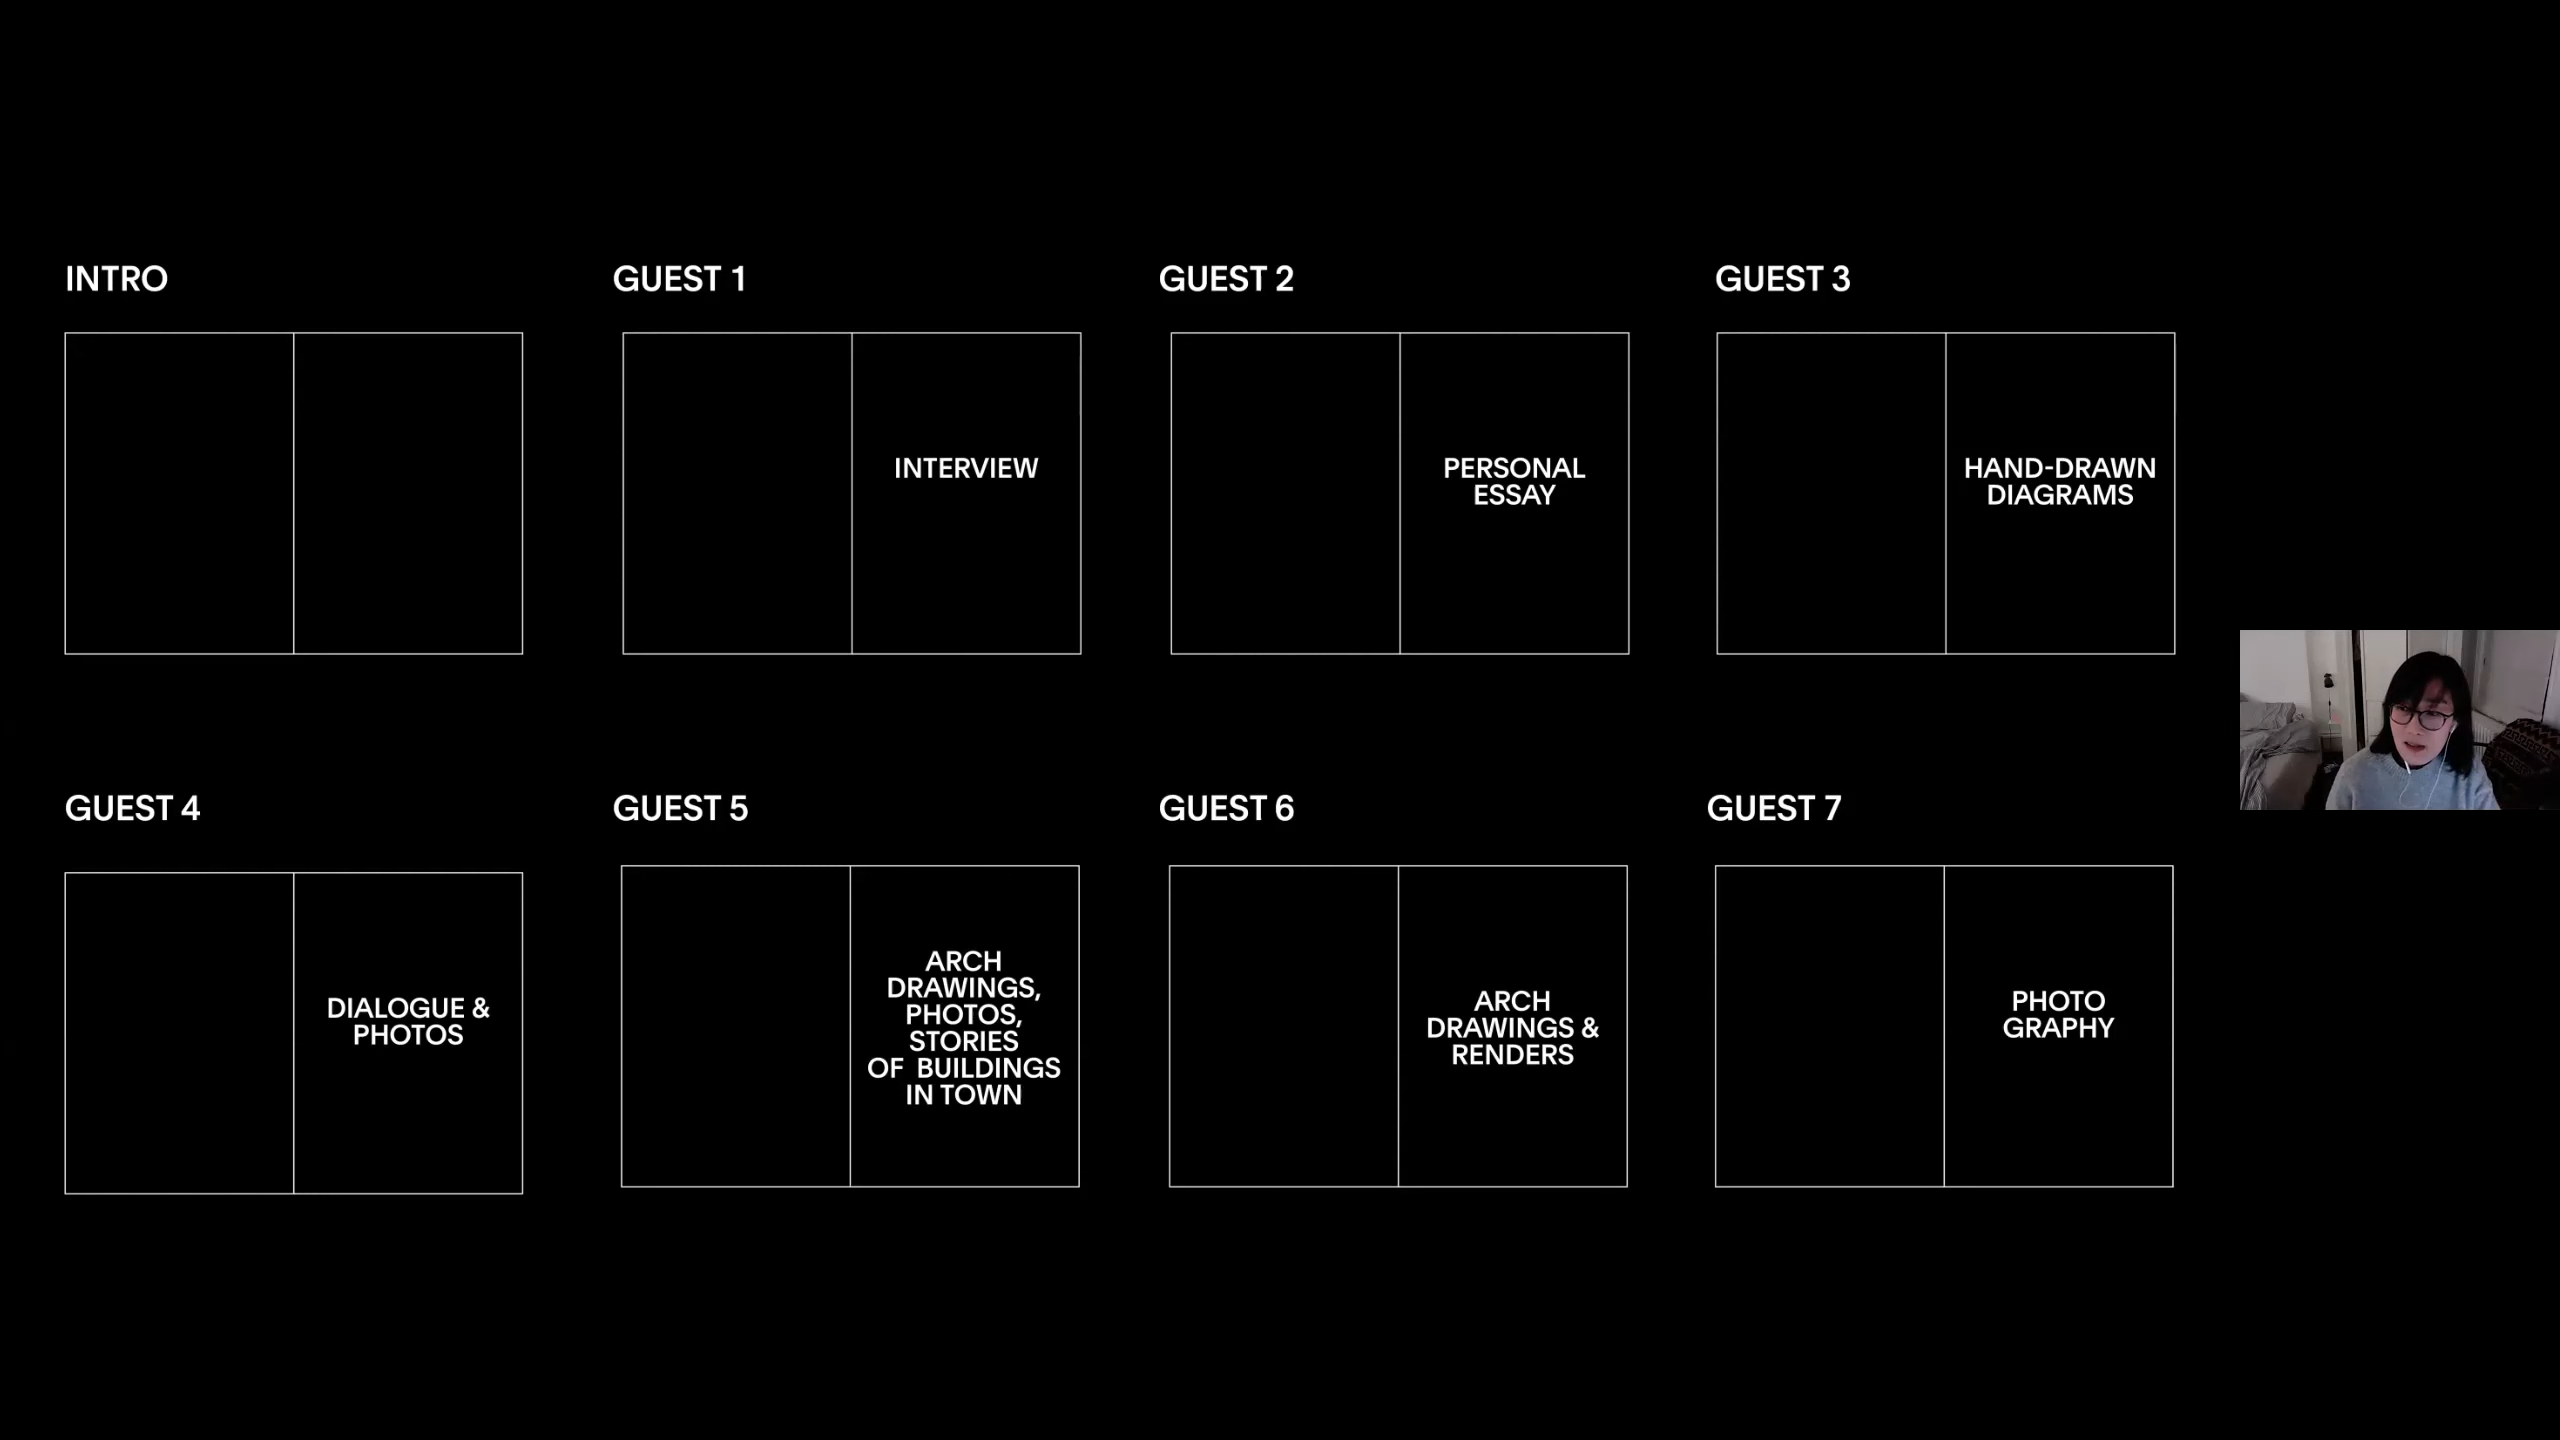 INTRO
GUEST 1
INTERVIEW
GUEST 2
PERSONAL
ESSAY
GUEST 3
HAND-DRAWN
DIAGRAMS
GUEST 4
DIALOGUE &
PHOTOS
GUEST 5
ARCH
DRAWINGS,
PHOTOS,
STORIES
OF  BUILDINGS
IN TOWN
GUEST 6
ARCH
DRAWINGS &
RENDERS
GUEST 7
PHOTO
GRAPHY